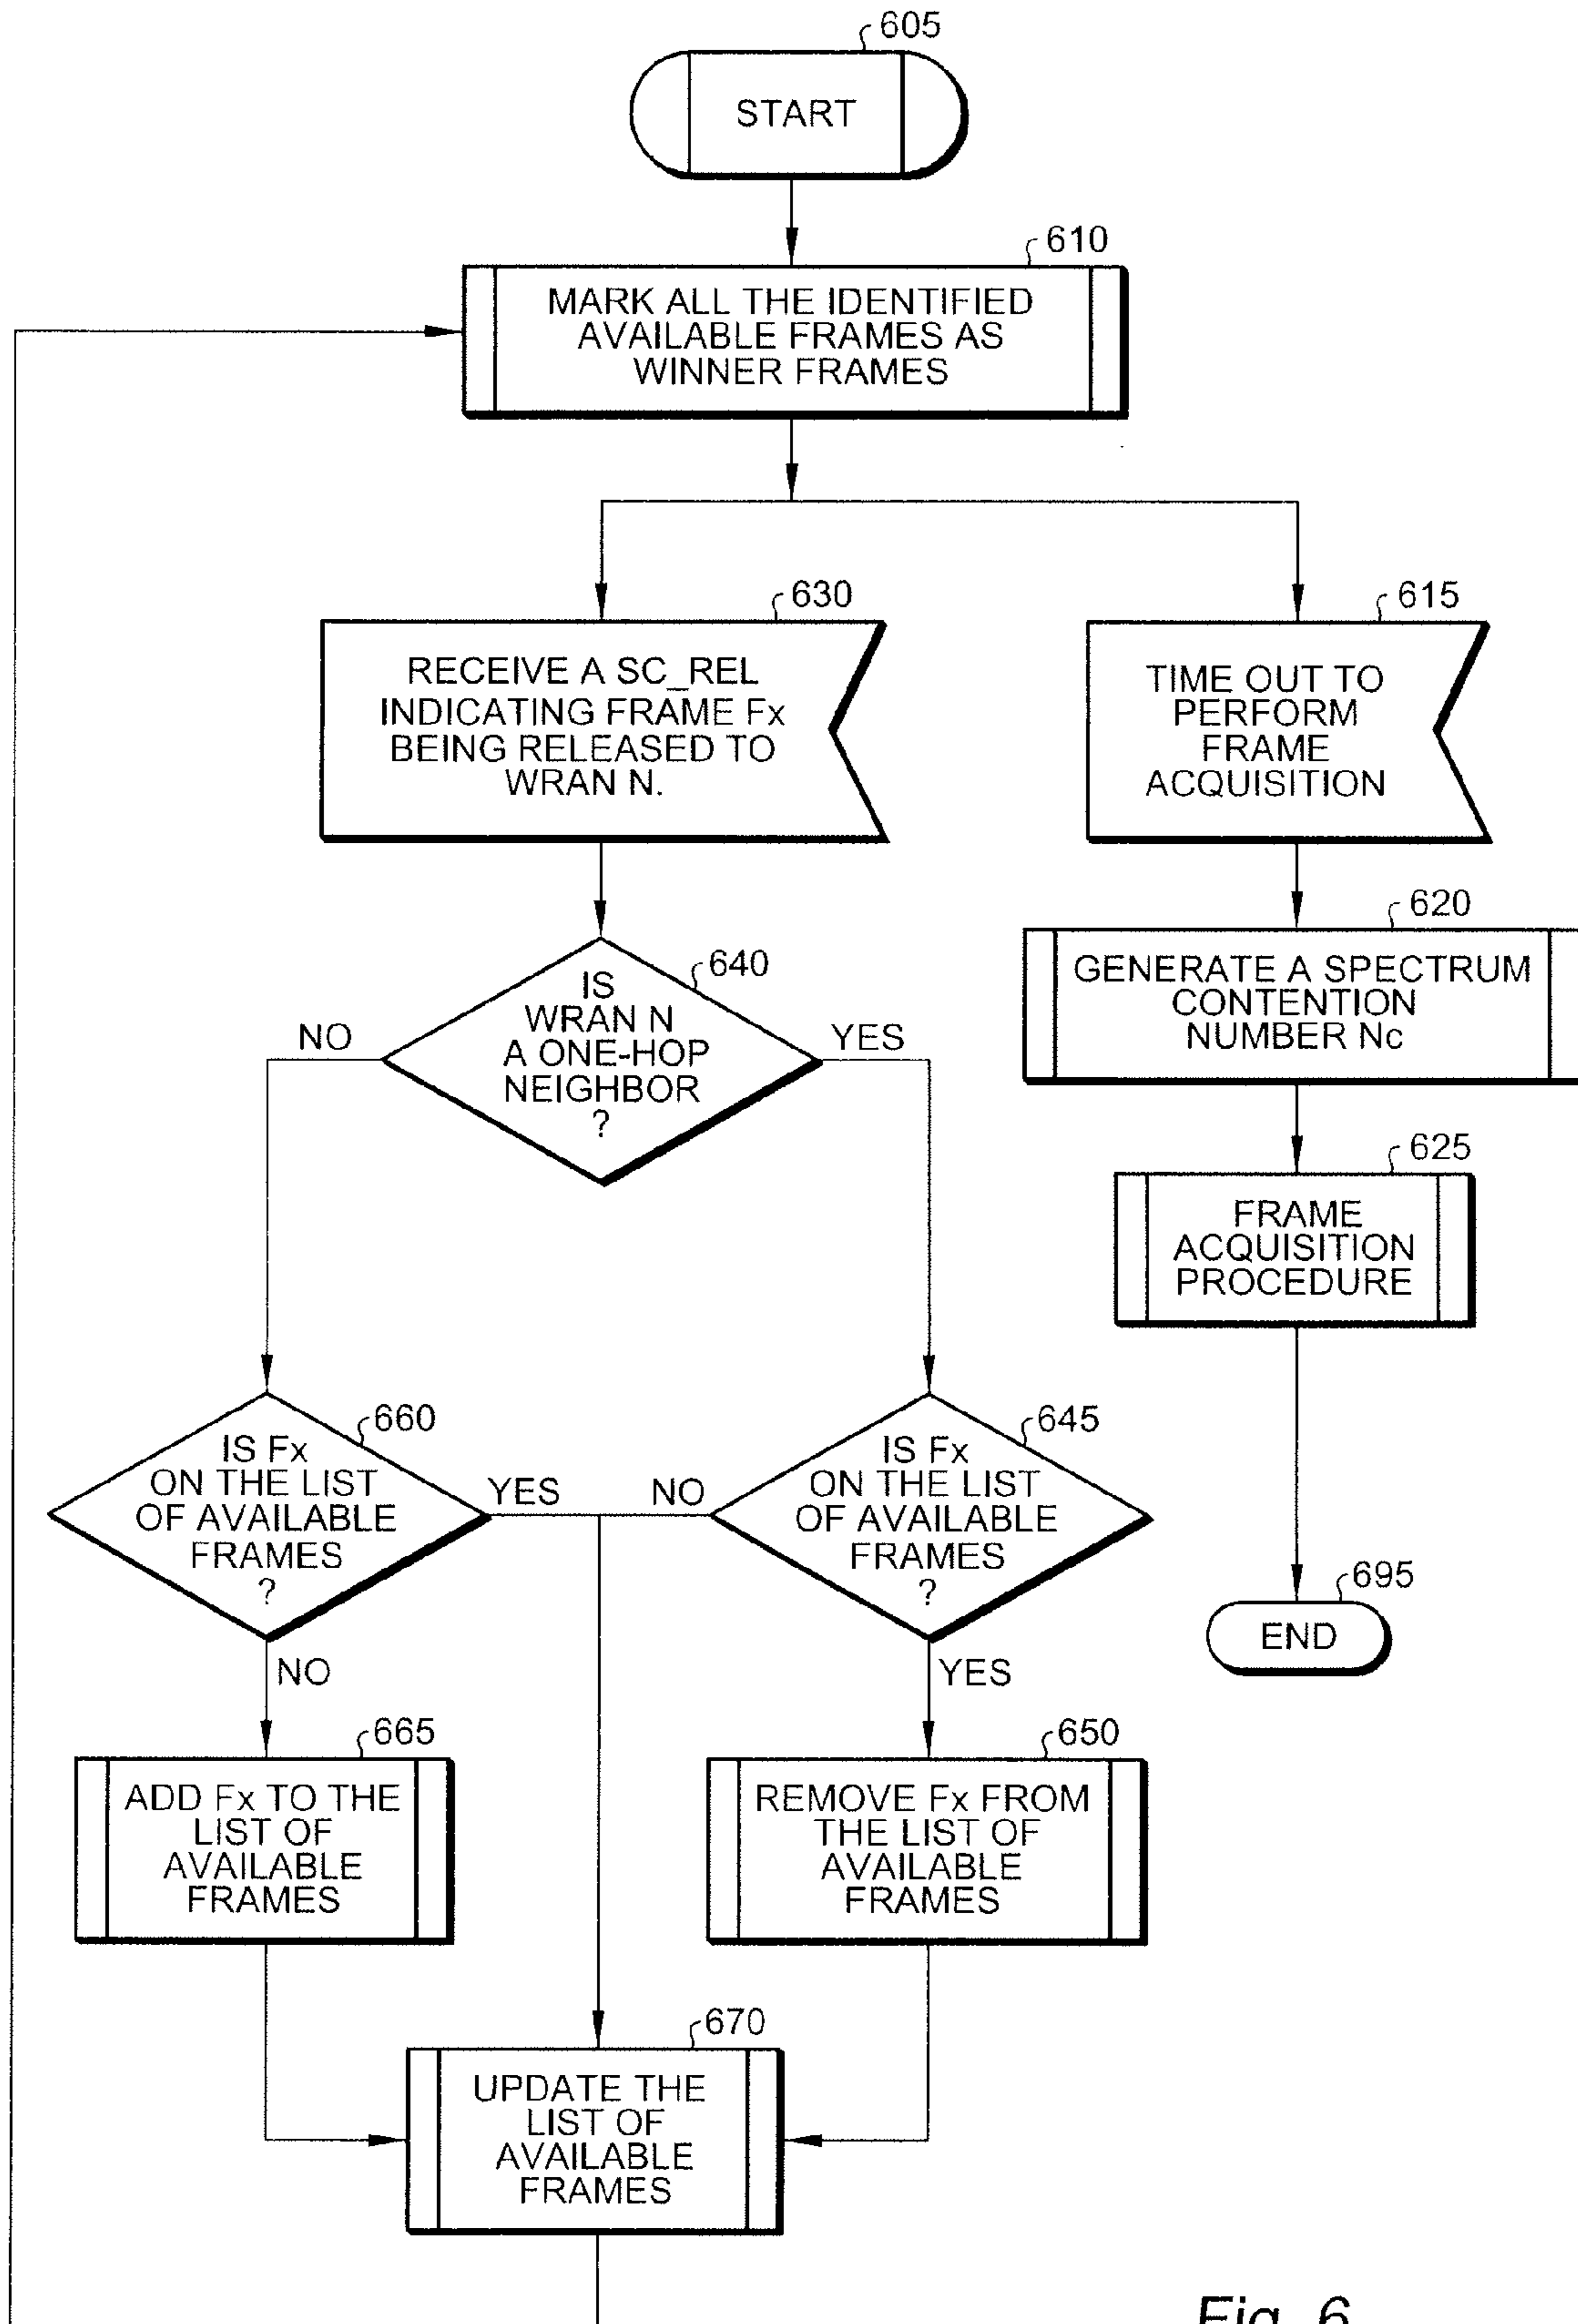 605
START
610
MARK ALL THE IDENTIFIED
AVAILABLE FRAMES AS
WINNER FRAMES
630
RECEIVE A SC_REL
INDICATING FRAME Fx
BEING RELEASED TO
WRAN N.
615
TIME OUT TO
PERFORM
FRAME
ACQUISITION
620
GENERATE A SPECTRUM
CONTENTION
NUMBER Nc
640
IS
WRAN N
A ONE-HOP
NEIGHBOR
?
NO
YES
625
FRAME
ACQUISITION
PROCEDURE
660
IS Fx
ON THE LIST
OF AVAILABLE
FRAMES
?
YES
NO
645
IS Fx
ON THE LIST
OF AVAILABLE
FRAMES
?
NO
YES
695
END
665
ADD Fx TO THE
LIST OF
AVAILABLE
FRAMES
650
REMOVE Fx FROM
THE LIST OF
AVAILABLE
FRAMES
670
UPDATE THE
LIST OF
AVAILABLE
FRAMES
Fig. 6